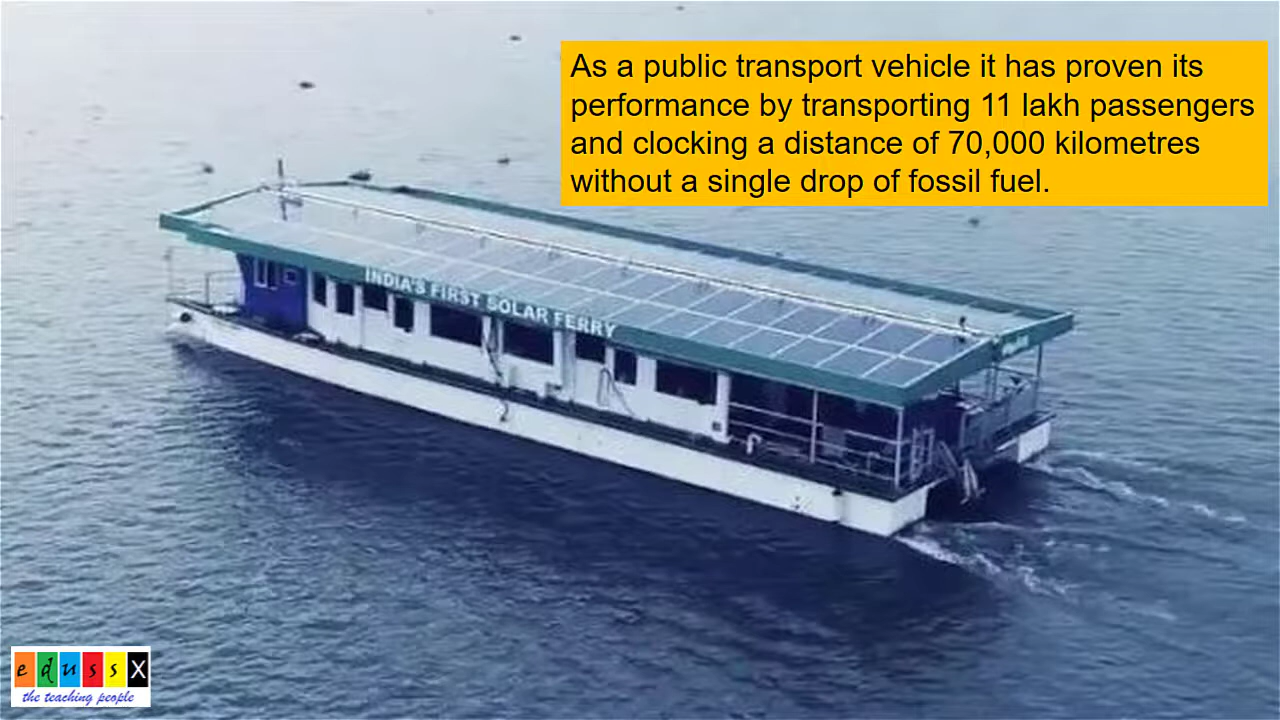 As a public transport vehicle it has proven its
performance by transporting 11 lakh passengers
and clocking a distance of 70,000 kilometres
without a single drop of fossil fuel.
INDIA'S FIRST SOLAR FERRY
edussX
the teaching people